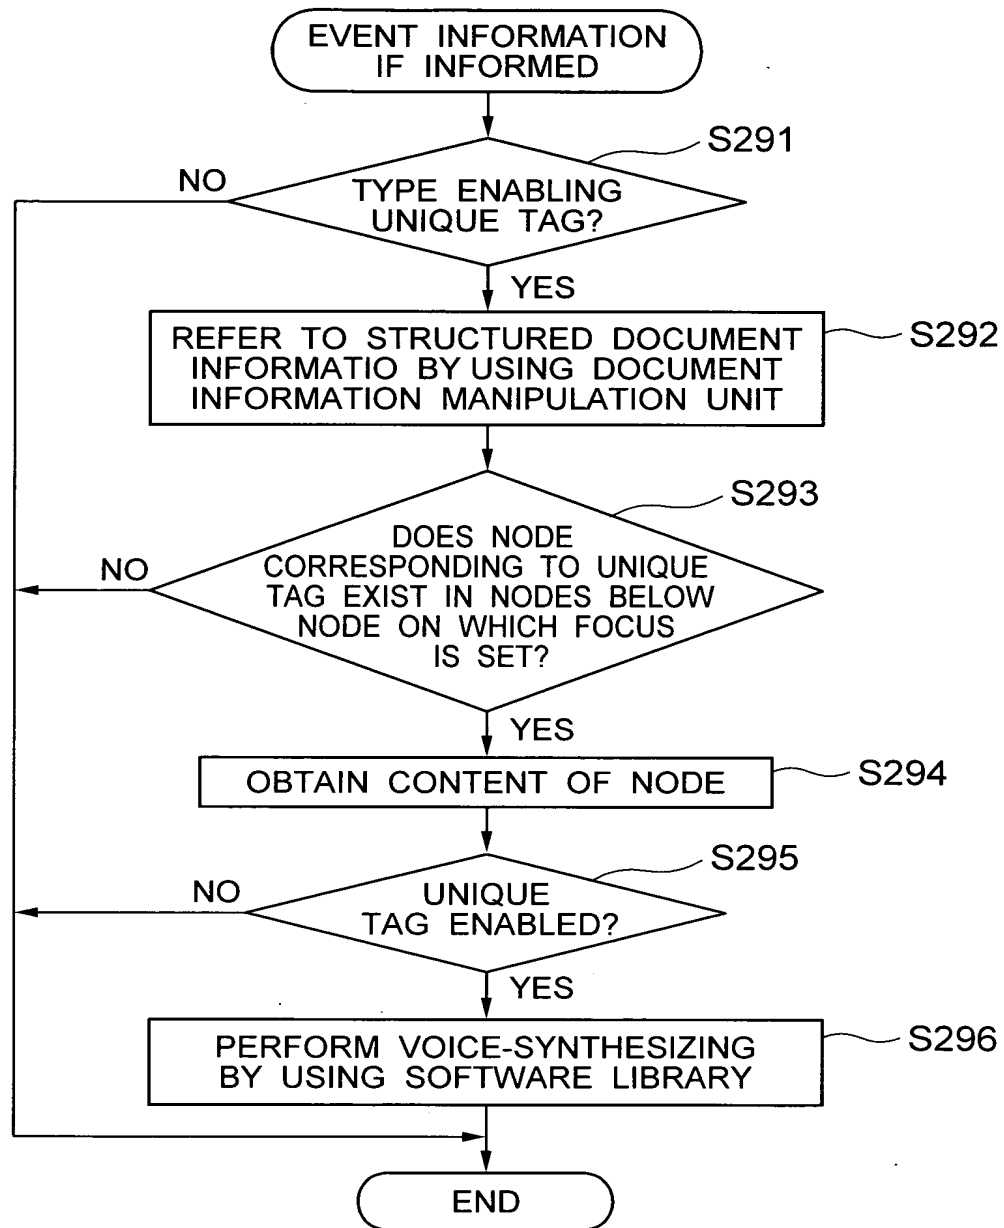 EVENT INFORMATION
IF INFORMED
S291
NO
TYPE ENABLING
UNIQUE TAG?
YES
S292
REFER TO STRUCTURED DOCUMENT
INFORMATIO BY USING DOCUMENT
INFORMATION MANIPULATION UNIT
S293
NO
DOES NODE
CORRESPONDING TO UNIQUE
TAG EXIST IN NODES BELOW
NODE ON WHICH FOCUS
IS SET?
YES
OBTAIN CONTENT OF NODE
S294
S295
NO
UNIQUE
TAG ENABLED?
YES
S296
PERFORM VOICE-SYNTHESIZING
BY USING SOFTWARE LIBRARY
END